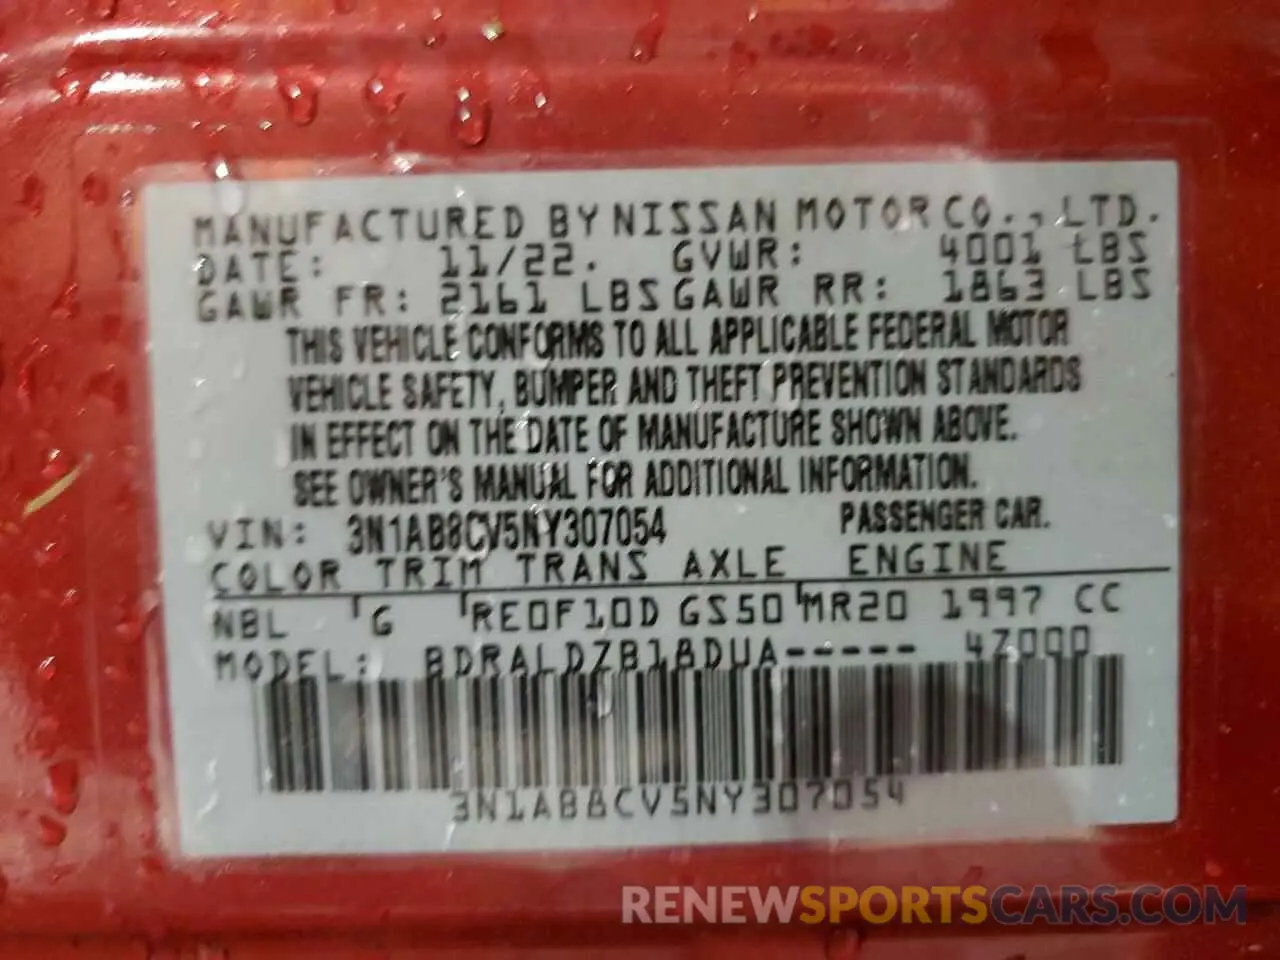 MANUFACTURED BY NISSAN MOTOR CO., LTD.
DATE: 11/22. GVWR: 4001 LBS
GAWR FR: 2161 LBS GAWR RR: 1863 LBS
THIS VEHICLE CONFORMS TO ALL APPLICABLE FEDERAL MOTOR
VEHICLE SAFETY, BUMPER AND THEFT PREVENTION STANDARDS
IN EFFECT ON THE DATE OF MANUFACTURE SHOWN ABOVE.
SEE OWNER'S MANUAL FOR ADDITIONAL INFORMATION.
VIN: 3N1AB8CV5NY307054 PASSENGER CAR.
COLOR TRIM TRANS AXLE ENGINE
NBL G RE0F10D GS50 MR20 1997 CC
MODEL: BDRALDZB18DUA----- 4Z000
3N1AB8CV5NY307054
RENEWSPORTSCARS.COM